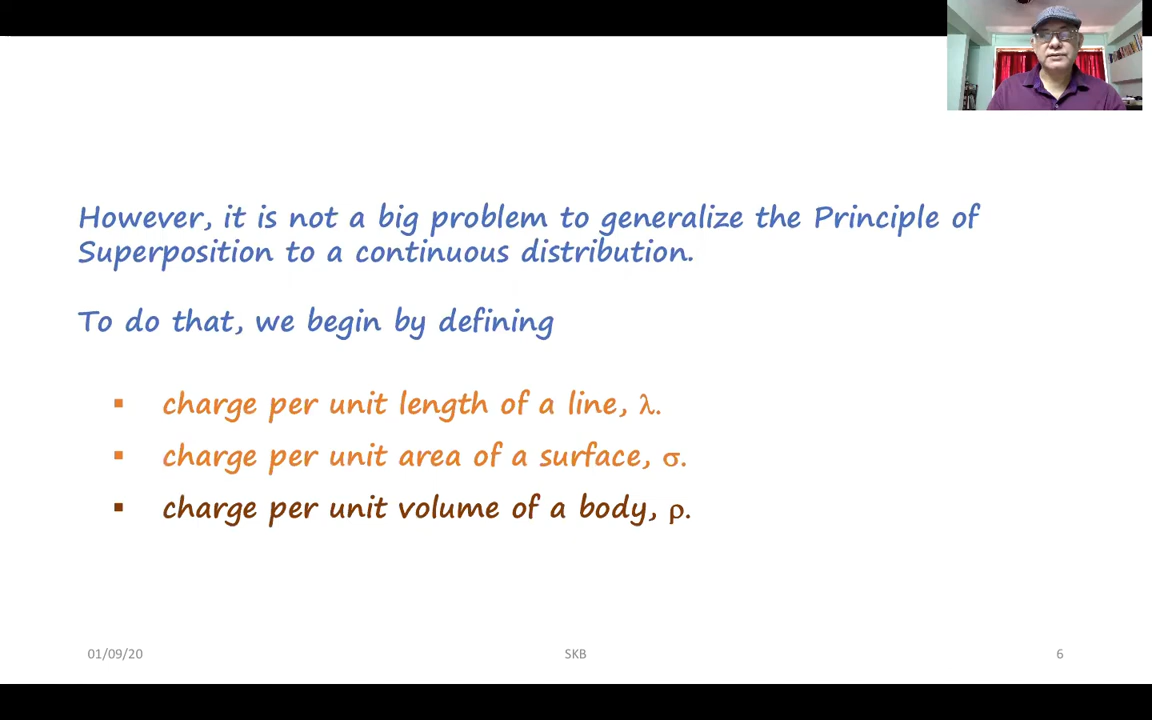 However, it is not a big problem to generalize the Principle of
Superposition to a continuous distribution.
To do that, we begin by defining
▪ charge per unit length of a line, λ.
▪ charge per unit area of a surface, σ.
▪ charge per unit volume of a body, ρ.
01/09/20 SKB 6